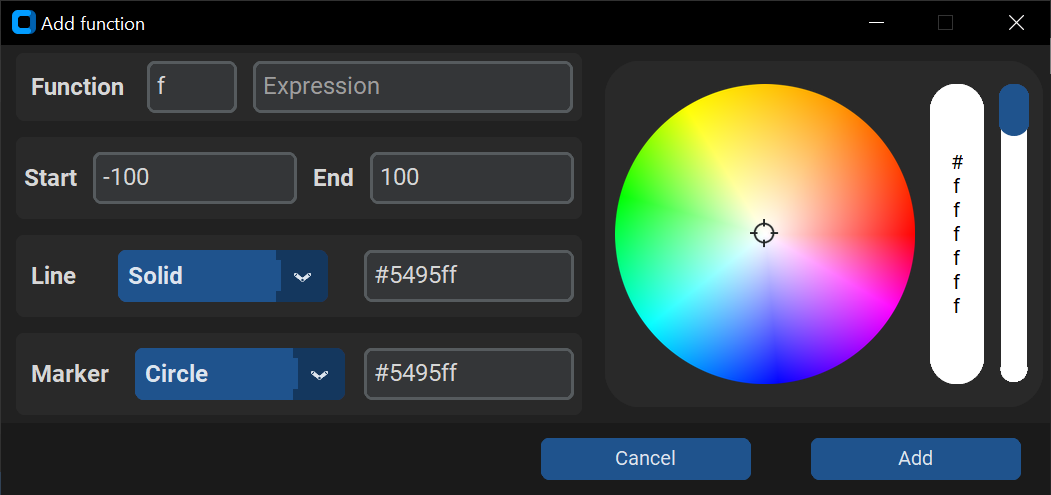 Add function
Function f Expression
Start -100 End 100
Line Solid #5495ff
Marker Circle #5495ff
#
f
f
f
f
f
f
Cancel Add